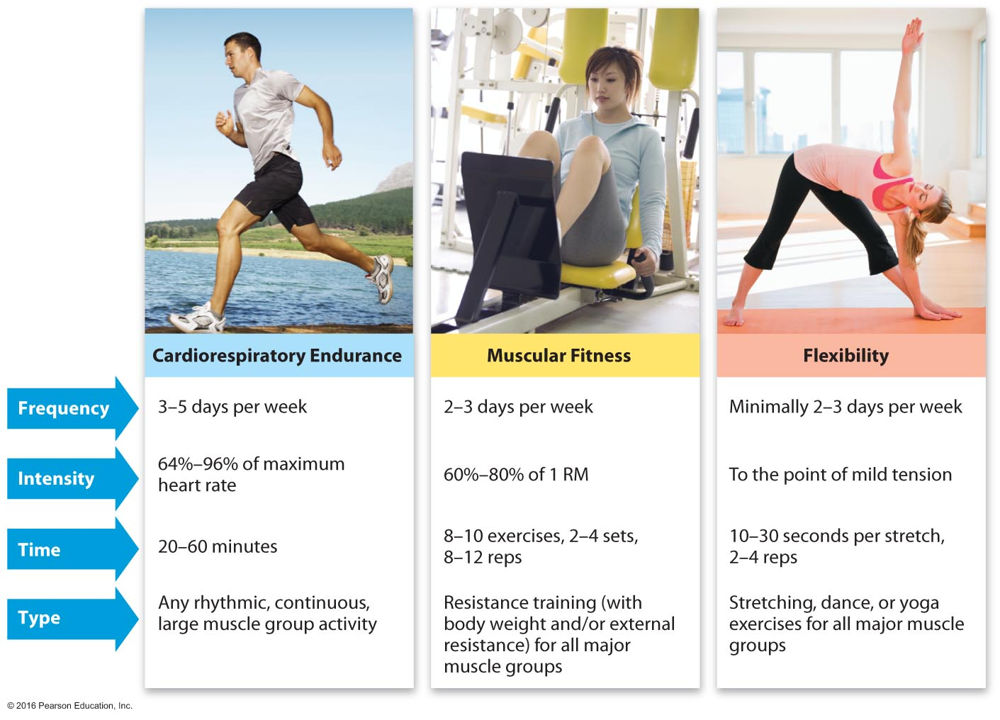 Cardiorespiratory Endurance
Muscular Fitness
Flexibility
Frequency
3–5 days per week
2–3 days per week
Minimally 2–3 days per week
Intensity
64%–96% of maximum
heart rate
60%–80% of 1 RM
To the point of mild tension
Time
20–60 minutes
8–10 exercises, 2–4 sets,
8–12 reps
10–30 seconds per stretch,
2–4 reps
Type
Any rhythmic, continuous,
large muscle group activity
Resistance training (with
body weight and/or external
resistance) for all major
muscle groups
Stretching, dance, or yoga
exercises for all major muscle
groups
© 2016 Pearson Education, Inc.